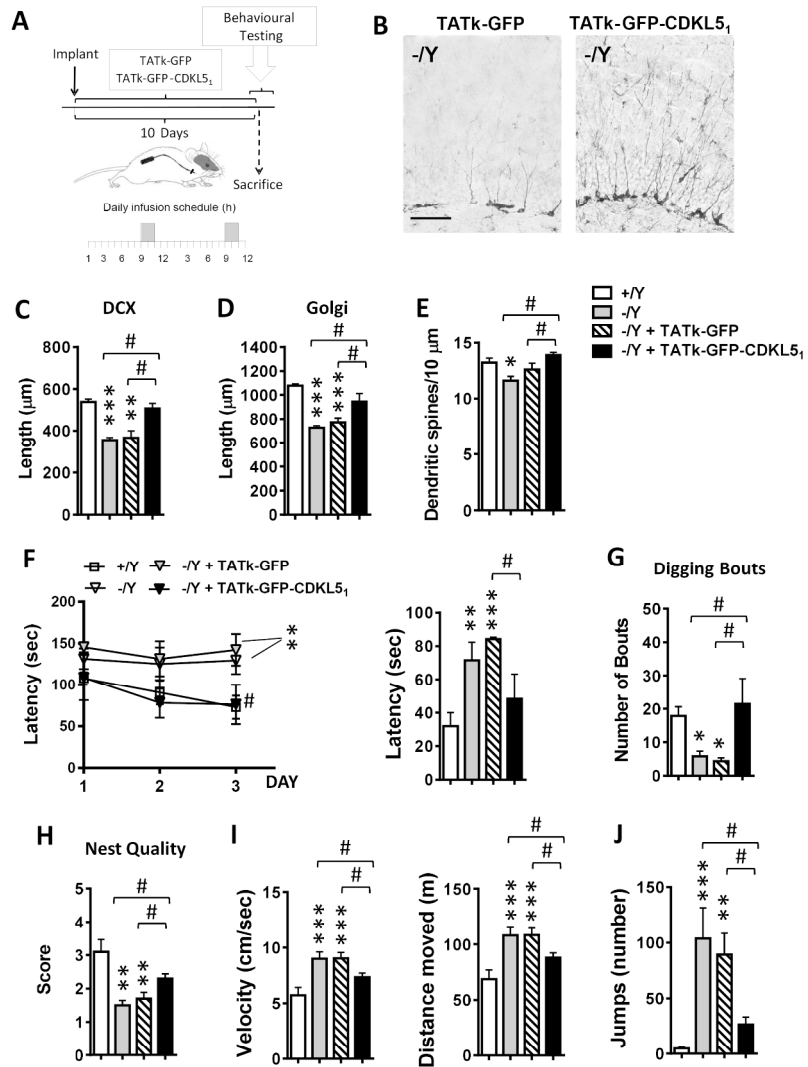 A
Behavioural
Testing
Implant
TATk-GFP
TATk-GFP-CDKL5₁
10 Days
Sacrifice
Daily infusion schedule (h)
1 3 6 9 12 3 6 9 12
B
TATk-GFP
TATk-GFP-CDKL5₁
-/Y
-/Y
C
DCX
#
#
***
**
Length (μm)
800
600
400
200
0
D
Golgi
#
#
***
***
Length (μm)
1400
1200
1000
800
600
400
200
0
E
#
#
*
Dendritic spines/10 μm
15
10
5
0
+/Y
-/Y
-/Y + TATk-GFP
-/Y + TATk-GFP-CDKL5₁
F
+/Y
-/Y + TATk-GFP
-/Y
-/Y + TATk-GFP-CDKL5₁
Latency (sec)
200
150
100
50
0
**
#
1 2 3 DAY
Latency (sec)
100
80
60
40
20
0
**
***
#
G
Digging Bouts
#
#
*
*
Number of Bouts
50
40
30
20
10
0
H
Nest Quality
#
#
**
**
Score
5
4
3
2
1
0
I
#
#
***
***
Velocity (cm/sec)
15
10
5
0
#
#
***
***
Distance moved (m)
150
100
50
0
J
#
#
***
**
Jumps (number)
150
100
50
0